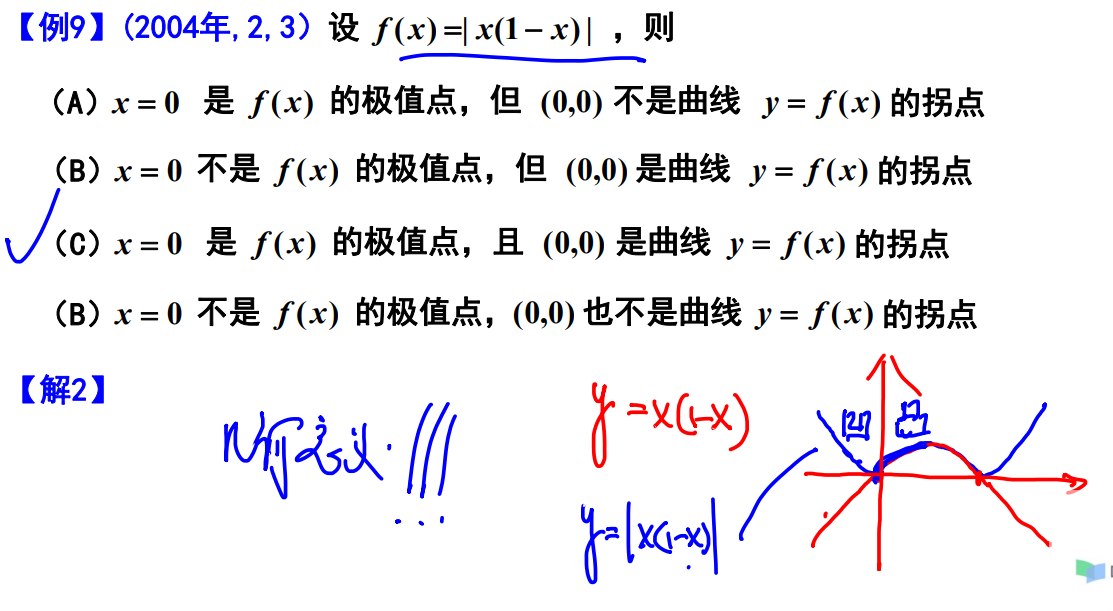 【例9】(2004年,2,3) 设 f(x)=| x(1−x)| ，则
(A) x=0 是 f(x) 的极值点，但 (0,0) 不是曲线 y=f(x) 的拐点
(B) x=0 不是 f(x) 的极值点，但 (0,0) 是曲线 y=f(x) 的拐点
(C) x=0 是 f(x) 的极值点，且 (0,0) 是曲线 y=f(x) 的拐点
(B) x=0 不是 f(x) 的极值点，(0,0) 也不是曲线 y=f(x) 的拐点
【解2】
y=x(1-x)
凹 凸
几何意义.!!!
y=|x(1-x)|